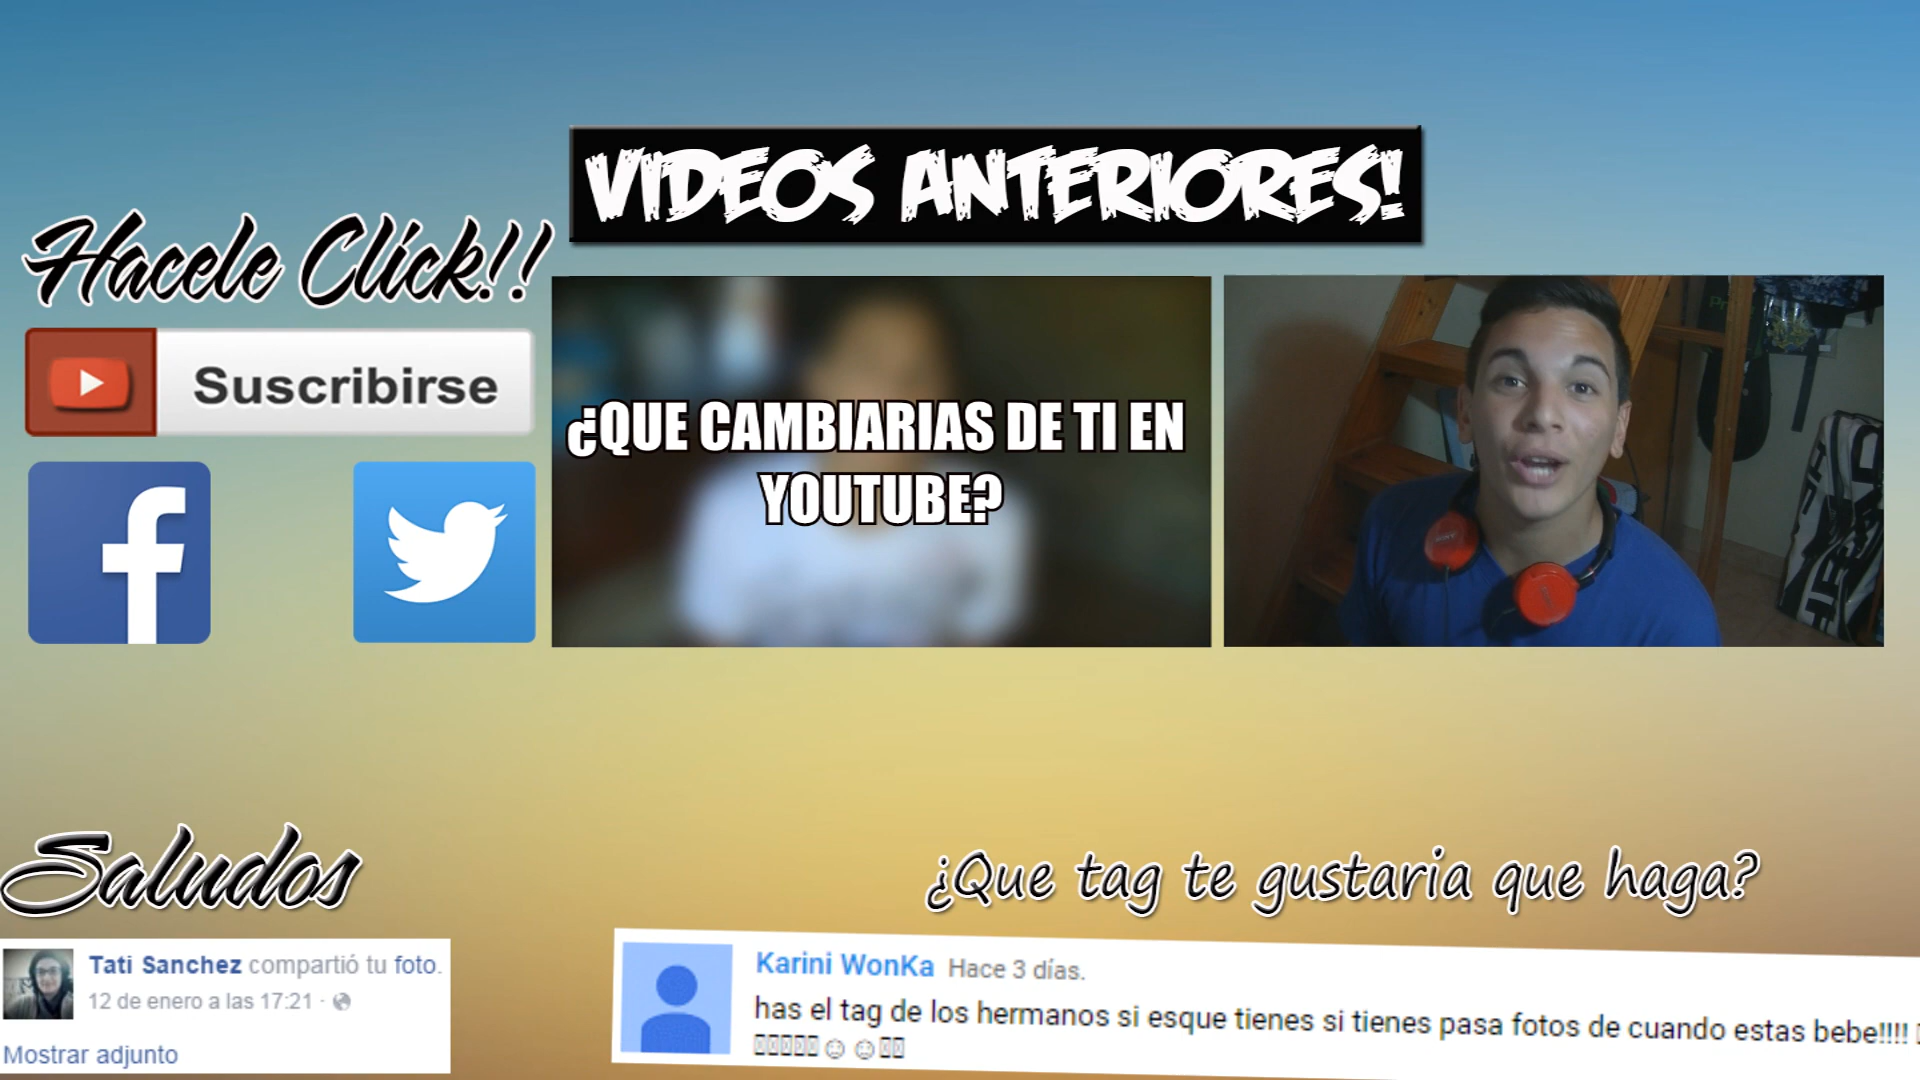 VIDEOS ANTERIORES!
Hacele Click!!
Suscribirse
¿QUE CAMBIARIAS DE TI EN
YOUTUBE?
Saludos
¿Que tag te gustaria que haga?
Tati Sanchez compartió tu foto.
12 de enero a las 17:21 ·
Mostrar adjunto
Karini WonKa Hace 3 días.
has el tag de los hermanos si esque tienes si tienes pasa fotos de cuando estas bebe!!!!